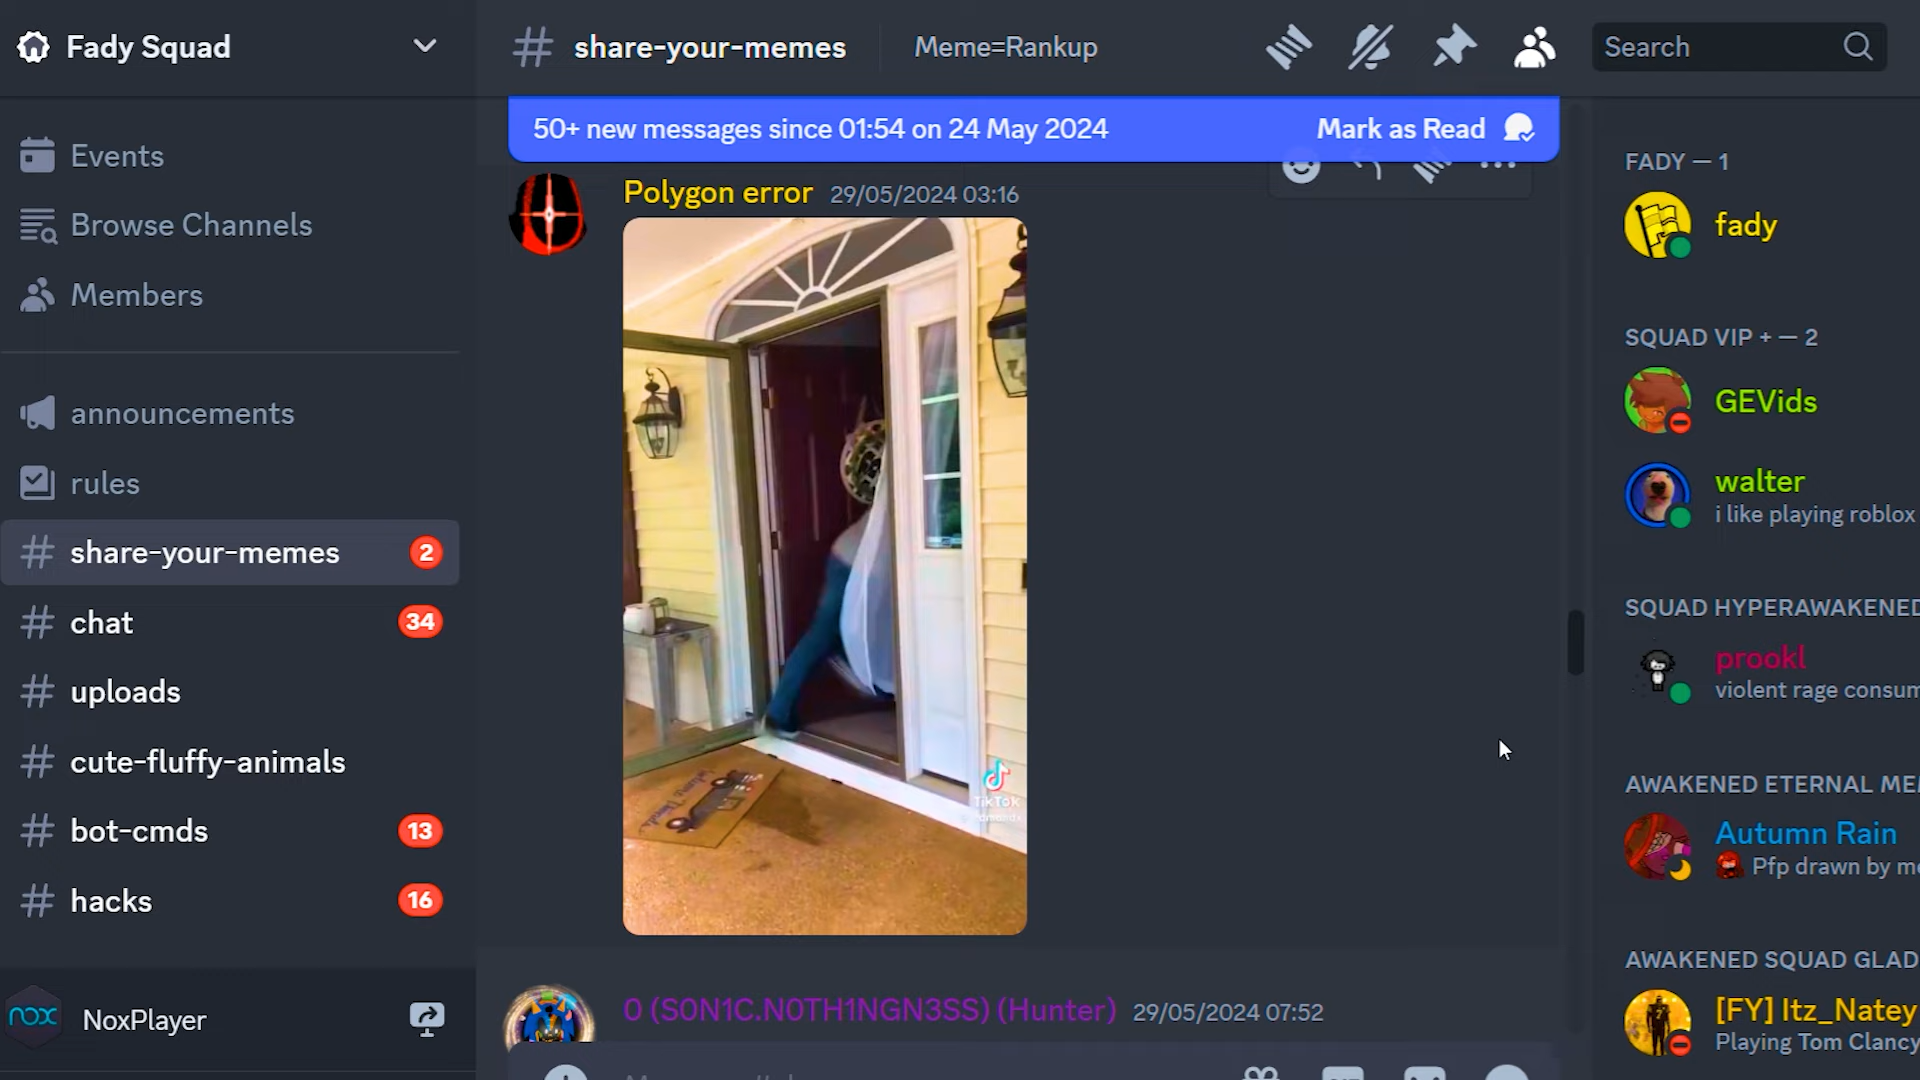 Fady Squad
share-your-memes
Meme=Rankup
Search
50+ new messages since 01:54 on 24 May 2024
Mark as Read
Events
Browse Channels
Members
announcements
rules
share-your-memes
2
chat
34
uploads
cute-fluffy-animals
bot-cmds
13
hacks
16
nox
NoxPlayer
Polygon error
29/05/2024 03:16
TikTok
0 (S0N1C.N0TH1NGN3SS) (Hunter)
29/05/2024 07:52
FADY — 1
fady
SQUAD VIP + — 2
GEVids
walter
i like playing roblox
SQUAD HYPERAWAKENED
prookl
violent rage consum
AWAKENED ETERNAL ME
Autumn Rain
Pfp drawn by me
AWAKENED SQUAD GLAD
[FY] Itz_Natey
Playing Tom Clancy